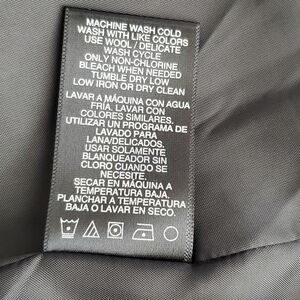 MACHINE WASH COLD
WASH WITH LIKE COLORS
USE WOOL / DELICATE
WASH CYCLE
ONLY NON-CHLORINE
BLEACH WHEN NEEDED
TUMBLE DRY LOW
LOW IRON OR DRY CLEAN
LAVAR A MÁQUINA CON AGUA
FRÍA. LAVAR CON
COLORES SIMILARES.
UTILIZAR UN PROGRAMA DE
LAVADO PARA
LANA/DELICADOS.
USAR SOLAMENTE
BLANQUEADOR SIN
CLORO CUANDO SE
NECESITE.
SECAR EN MÁQUINA A
TEMPERATURA BAJA
PLANCHAR A TEMPERATURA
BAJA O LAVAR EN SECO.